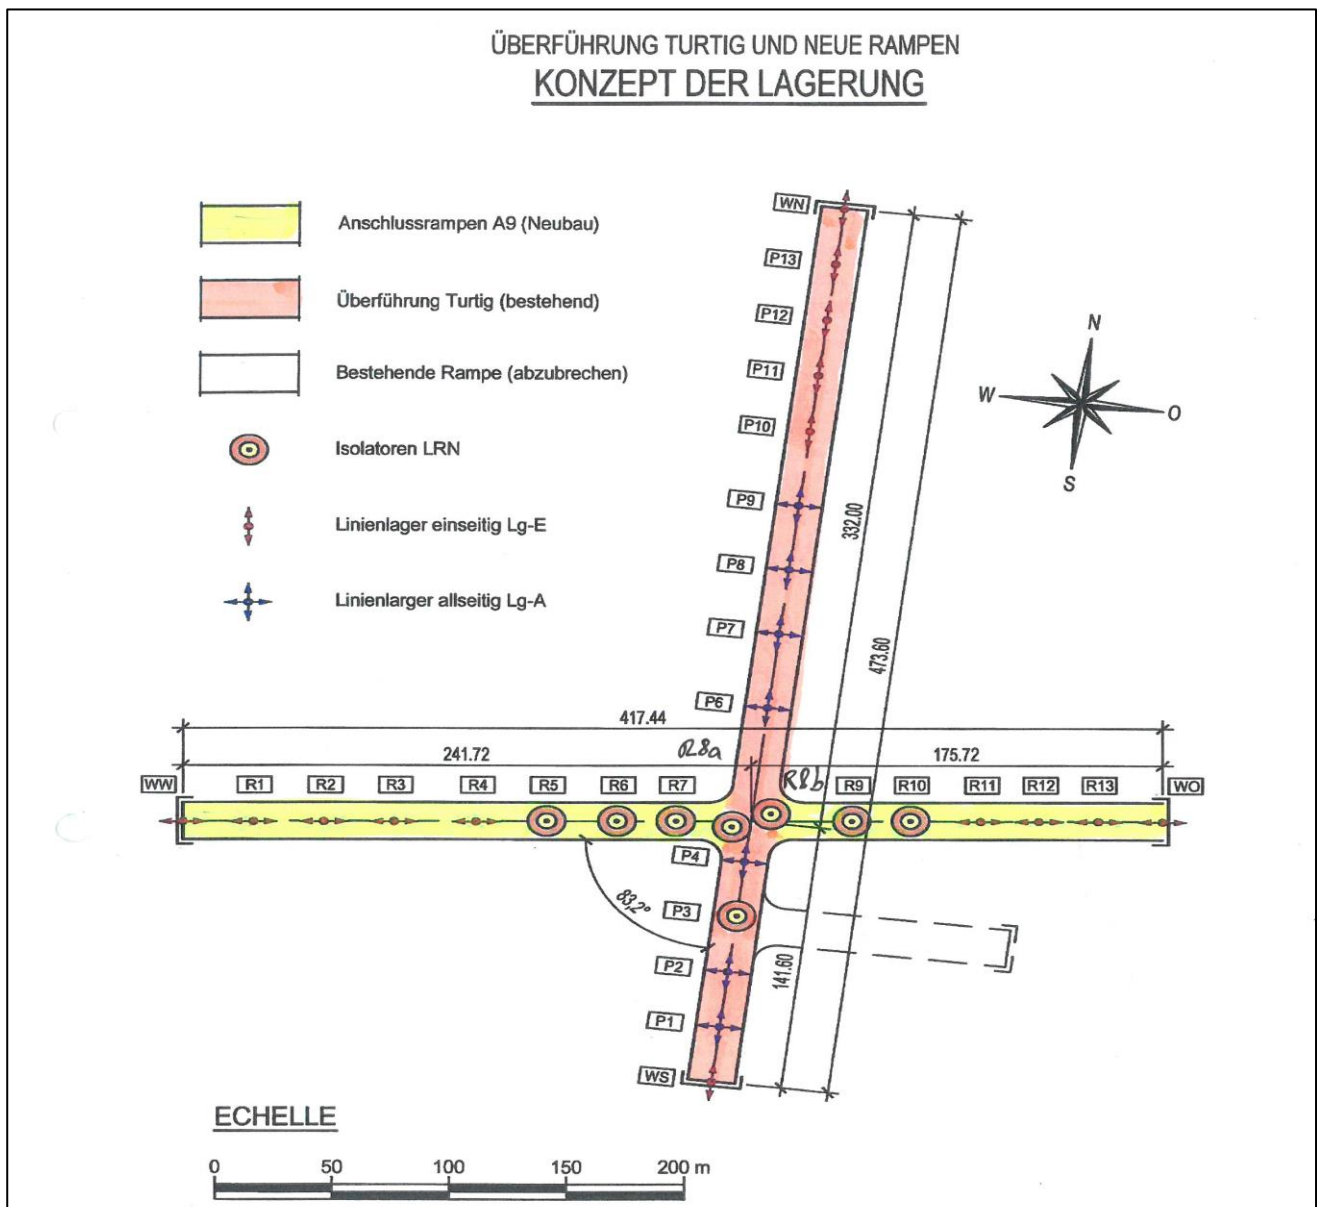 ÜBERFÜHRUNG TURTIG UND NEUE RAMPEN
KONZEPT DER LAGERUNG
Anschlussrampen A9 (Neubau)
Überführung Turtig (bestehend)
Bestehende Rampe (abzubrechen)
Isolatoren LRN
Linienlager einseitig Lg-E
Linienlarger allseitig Lg-A
WN
P13
P12
P11
P10
P9
P8
P7
P6
N
W
O
S
332.00
473.60
417.44
241.72
R8a
175.72
WW
R1
R2
R3
R4
R5
R6
R7
R8b
R9
R10
R11
R12
R13
WO
P4
83,2°
P3
P2
141.60
P1
WS
ECHELLE
0 50 100 150 200 m